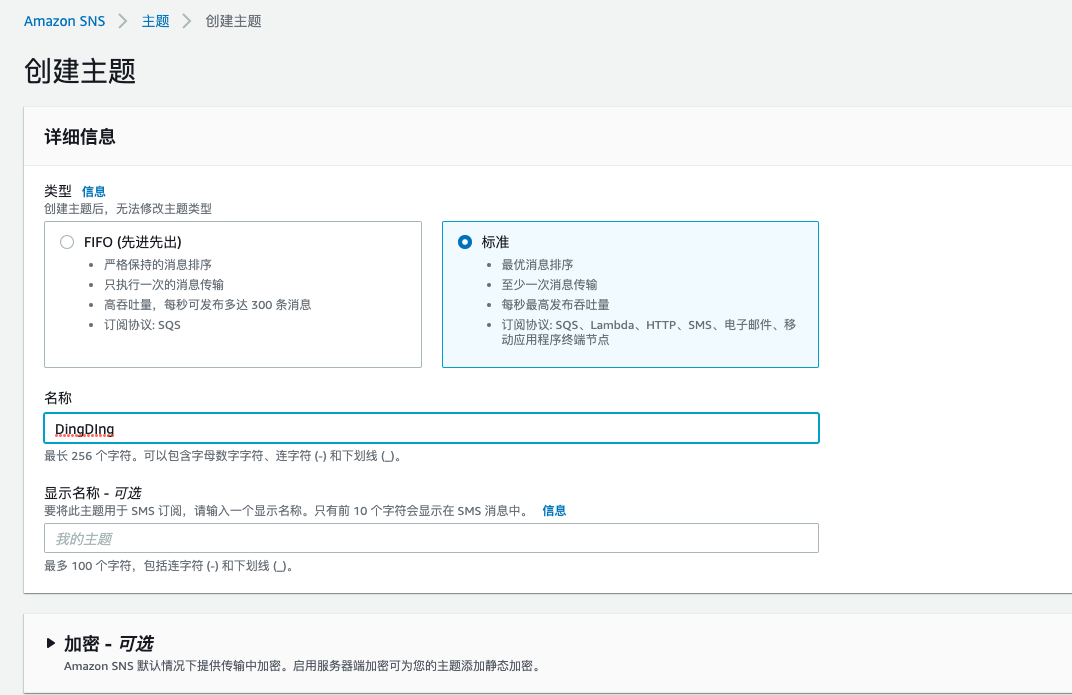 Amazon SNS > 主题 > 创建主题
创建主题
详细信息
类型 信息
创建主题后，无法修改主题类型
FIFO (先进先出)
• 严格保持的消息排序
• 只执行一次的消息传输
• 高吞吐量，每秒可发布多达 300 条消息
• 订阅协议: SQS
标准
• 最优消息排序
• 至少一次消息传输
• 每秒最高发布吞吐量
• 订阅协议: SQS、Lambda、HTTP、SMS、电子邮件、移
动应用程序终端节点
名称
DingDIng
最长 256 个字符。可以包含字母数字字符、连字符 (-) 和下划线 (_)。
显示名称 - 可选
要将此主题用于 SMS 订阅，请输入一个显示名称。只有前 10 个字符会显示在 SMS 消息中。 信息
我的主题
最多 100 个字符，包括连字符 (-) 和下划线 (_)。
加密 - 可选
Amazon SNS 默认情况下提供传输中加密。启用服务器端加密可为您的主题添加静态加密。